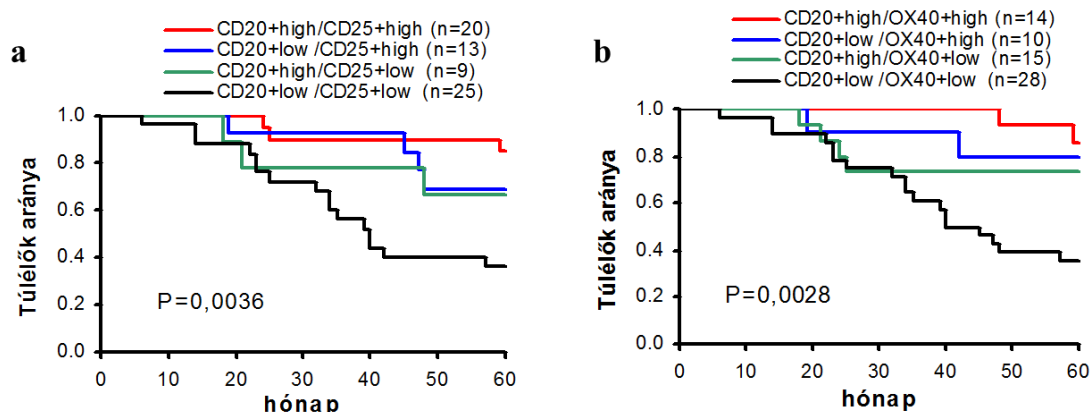 a
CD20+high/CD25+high (n=20)
CD20+low /CD25+high (n=13)
CD20+high/CD25+low (n=9)
CD20+low /CD25+low (n=25)
Túlélők aránya
1.0
0.8
0.6
0.4
0.2
0.0
P=0,0036
0 10 20 30 40 50 60
hónap
b
CD20+high/OX40+high (n=14)
CD20+low /OX40+high (n=10)
CD20+high/OX40+low (n=15)
CD20+low /OX40+low (n=28)
Túlélők aránya
1.0
0.8
0.6
0.4
0.2
0.0
P=0,0028
0 10 20 30 40 50 60
hónap